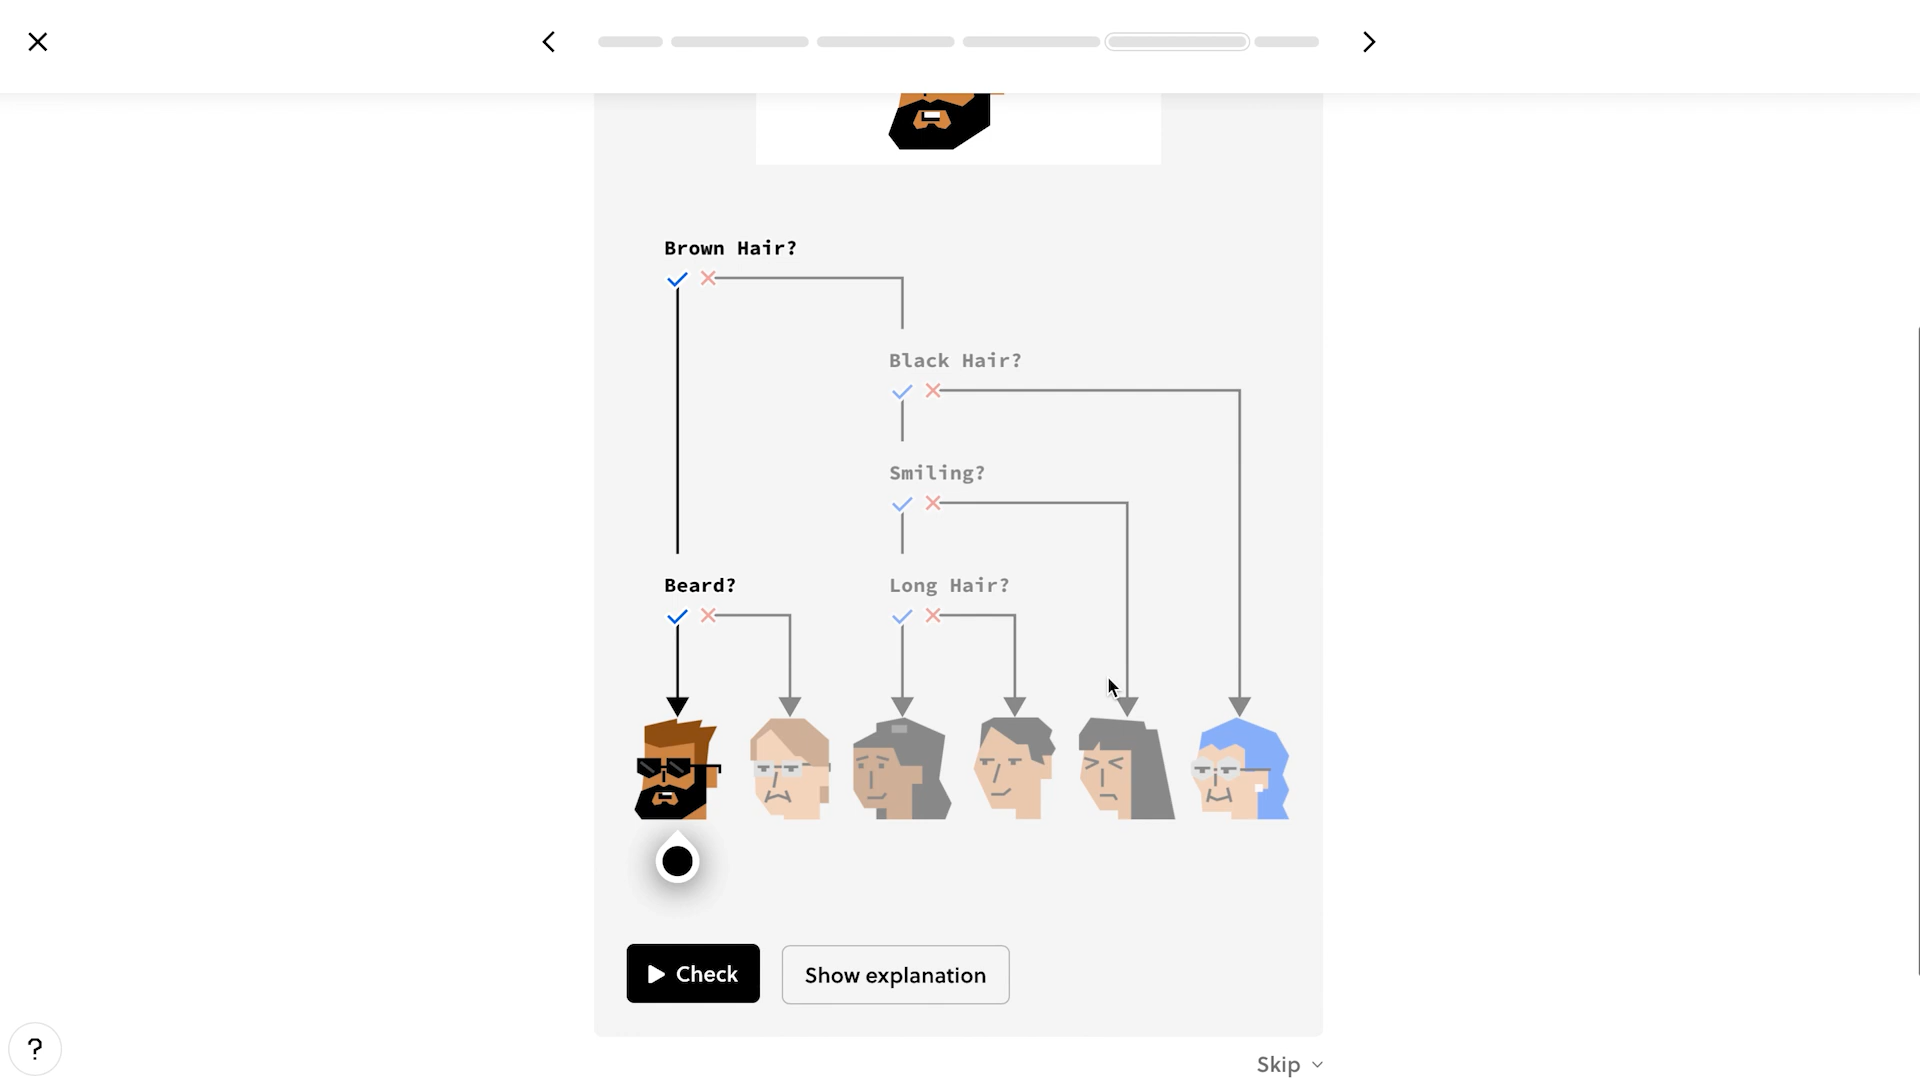 Brown Hair?
Black Hair?
Smiling?
Beard?
Long Hair?
Check
Show explanation
?
Skip